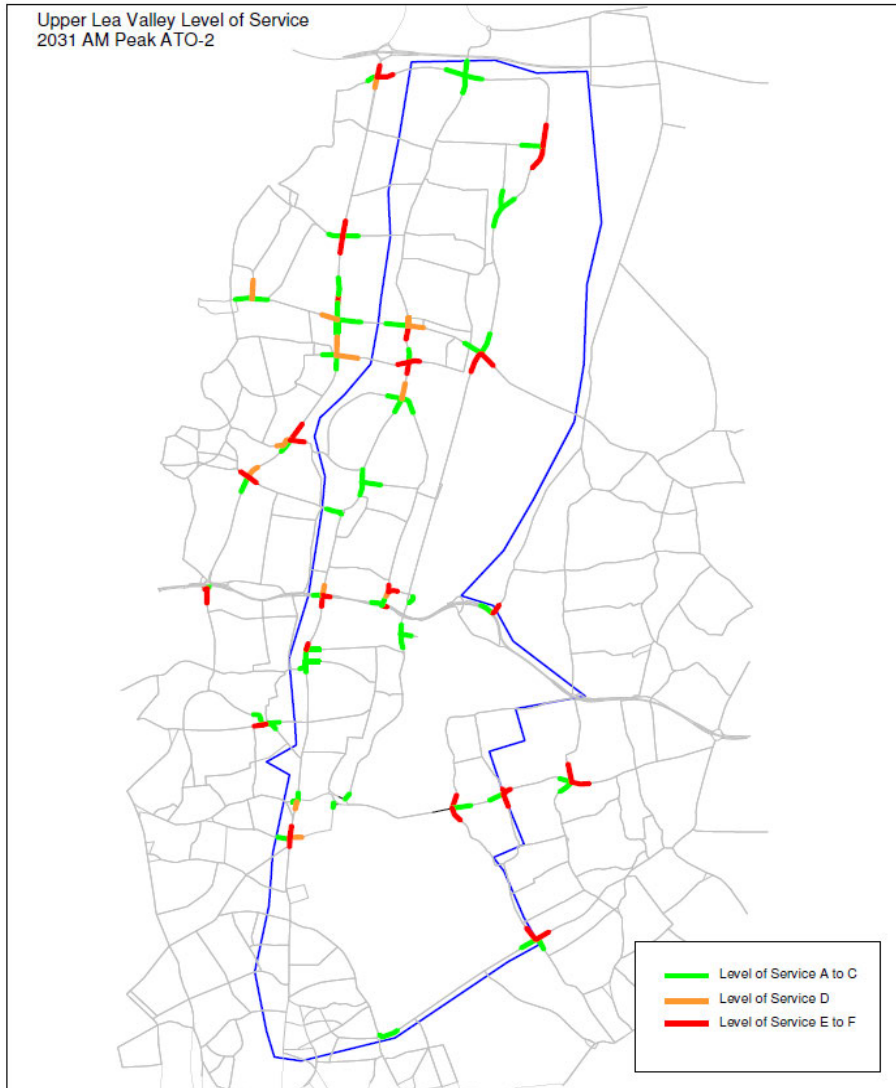 Upper Lea Valley Level of Service
2031 AM Peak ATO-2
Level of Service A to C
Level of Service D
Level of Service E to F